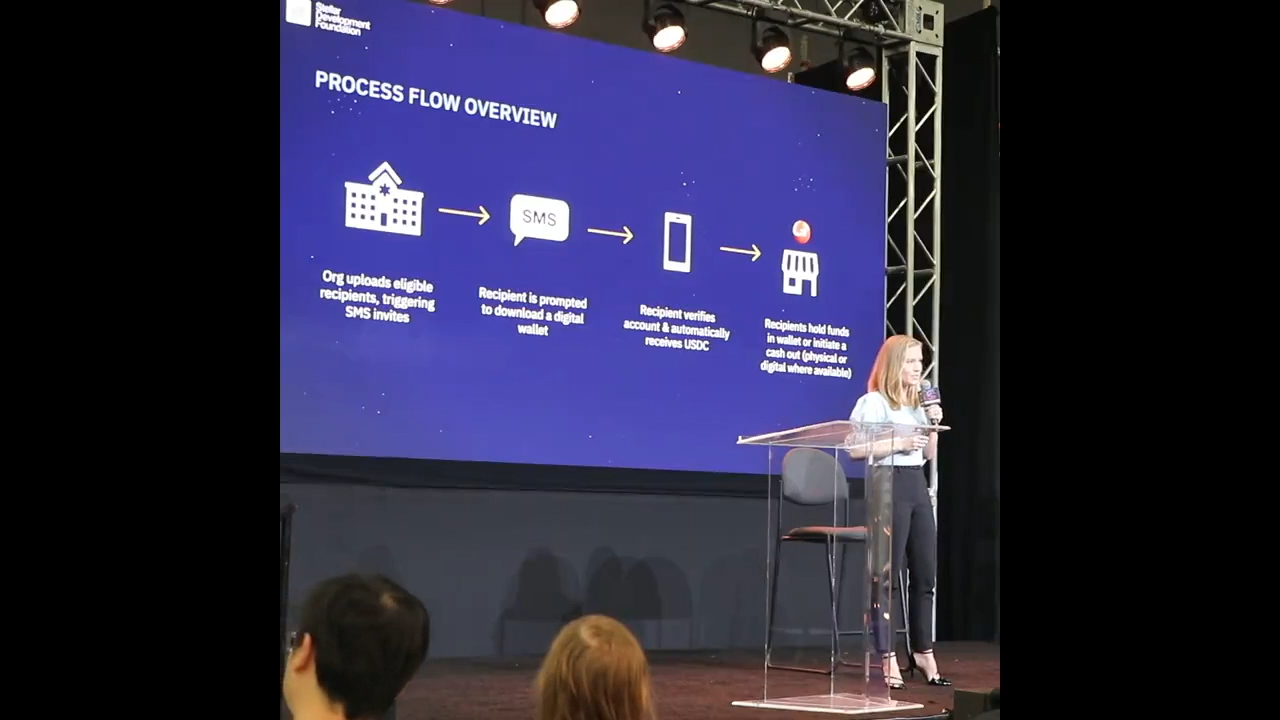 Stellar
Development
Foundation
PROCESS FLOW OVERVIEW
Org uploads eligible
recipients, triggering
SMS invites
SMS
Recipient is prompted
to download a digital
wallet
Recipient verifies
account & automatically
receives USDC
Recipients hold funds
in wallet or initiate a
cash out (physical or
digital where available)